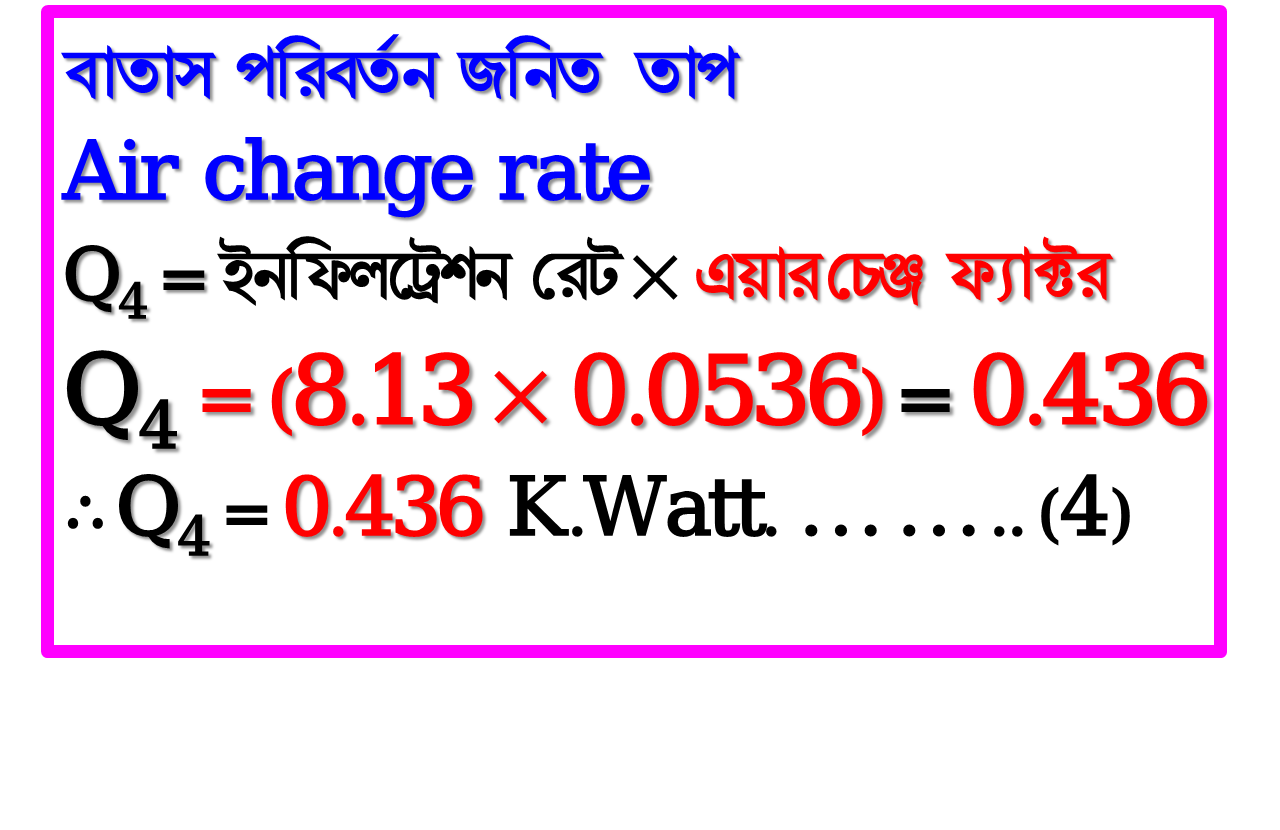 বাতাস পরিবর্তন জনিত তাপ
Air change rate
Q₄ = ইনফিলট্রেশন রেট × এয়ার চেঞ্জ ফ্যাক্টর
Q₄ = (8.13 × 0.0536) = 0.436
∴ Q₄ = 0.436 K.Watt. … … .. (4)